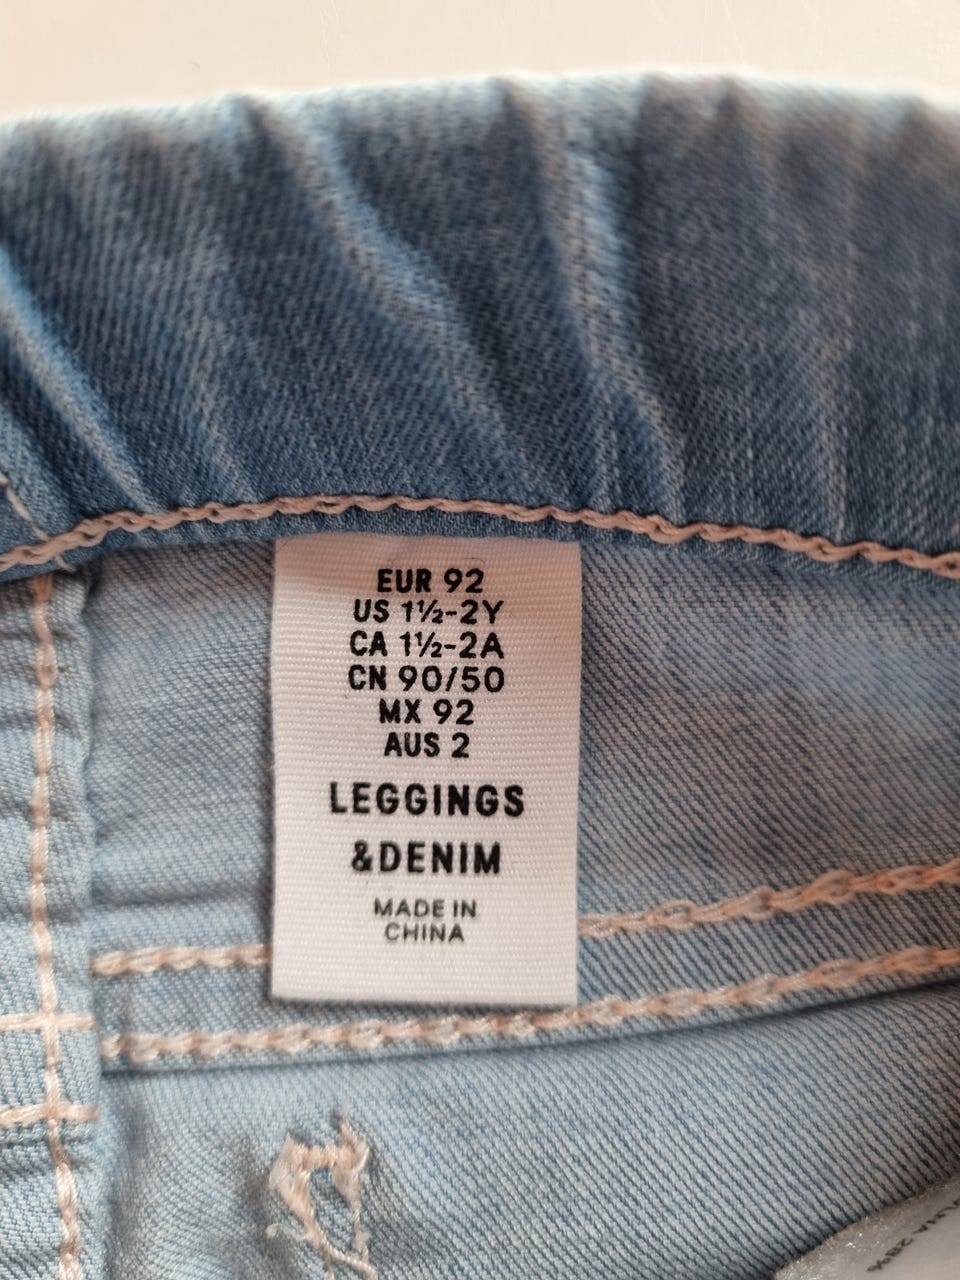 EUR 92
US 1½-2Y
CA 1½-2A
CN 90/50
MX 92
AUS 2
LEGGINGS
&DENIM
MADE IN
CHINA